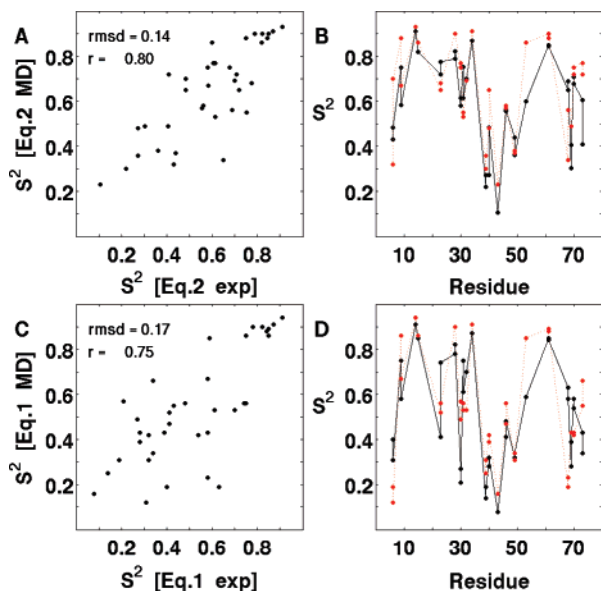 A
rmsd = 0.14
r = 0.80
0.8
0.6
0.4
0.2
S² [Eq.2 MD]
0.2 0.4 0.6 0.8
S² [Eq.2 exp]
B
0.8
S²
0.6
0.4
0.2
10 30 50 70
Residue
C
rmsd = 0.17
r = 0.75
0.8
0.6
0.4
0.2
S² [Eq.1 MD]
0.2 0.4 0.6 0.8
S² [Eq.1 exp]
D
0.8
S²
0.6
0.4
0.2
10 30 50 70
Residue